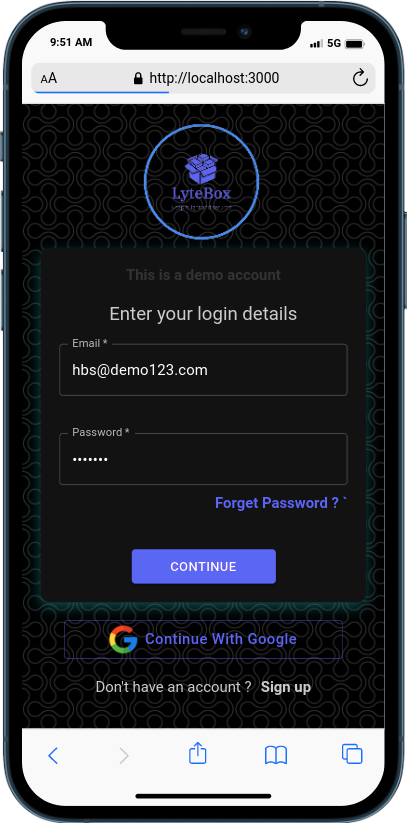 9:51 AM
5G
AA
http://localhost:3000
LyteBox
This is a demo account
Enter your login details
Email *
hbs@demo123.com
Password *
•••••••
Forget Password ? `
CONTINUE
Continue With Google
Don't have an account ? Sign up